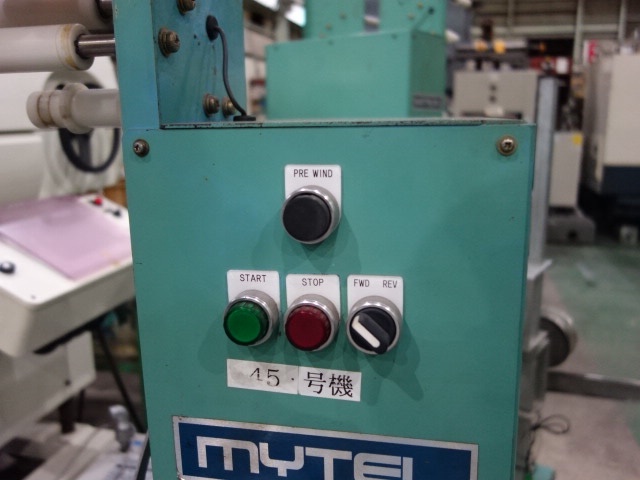 PRE WIND
START STOP FWD REV
45 号機
MYTEL